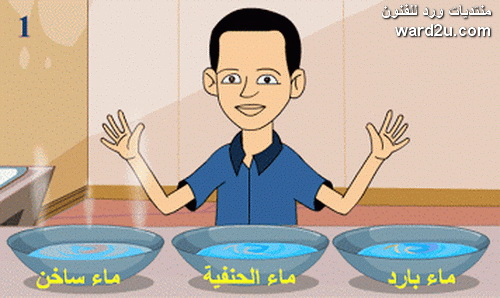 1
منتديات ورد للفنون
ward2u.com
ماء بارد
ماء الحنفية
ماء ساخن